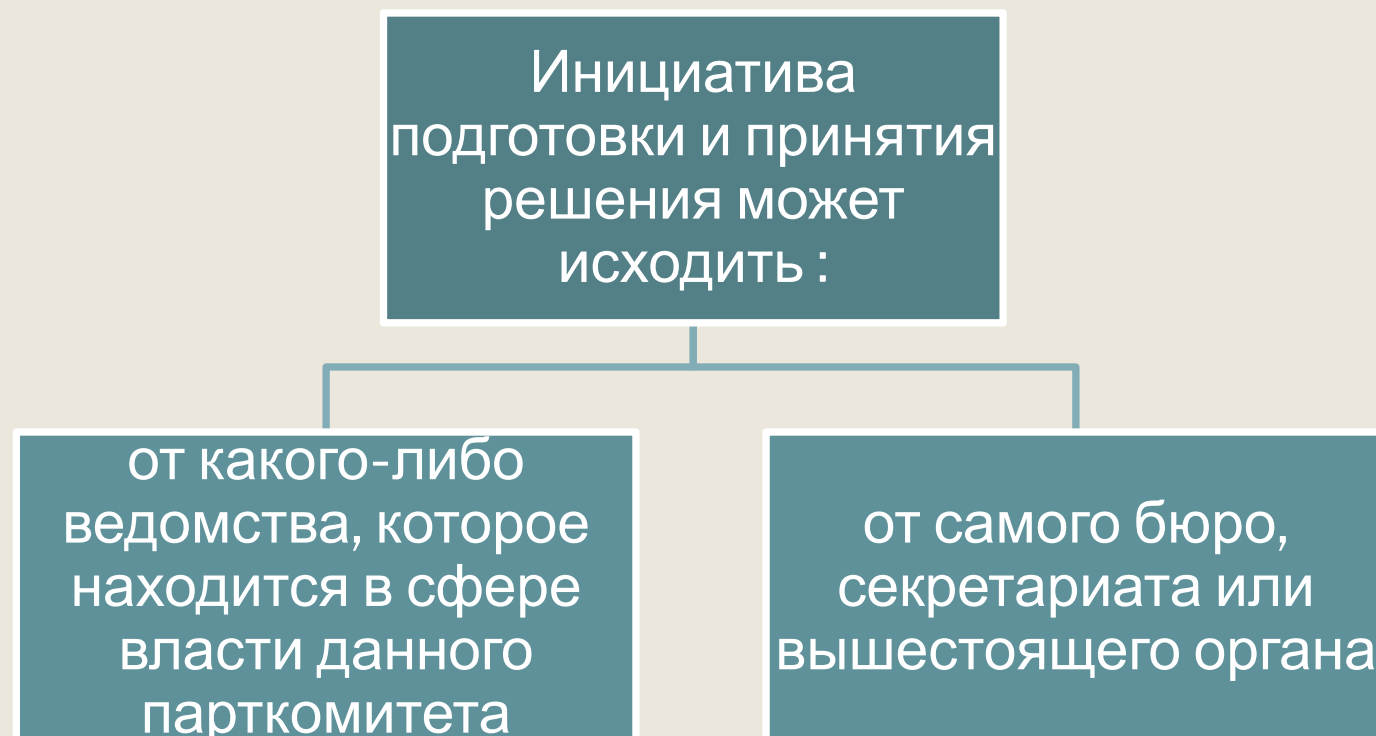 Инициатива
подготовки и принятия
решения может
исходить :
от какого-либо
ведомства, которое
находится в сфере
власти данного
парткомитета
от самого бюро,
секретариата или
вышестоящего органа